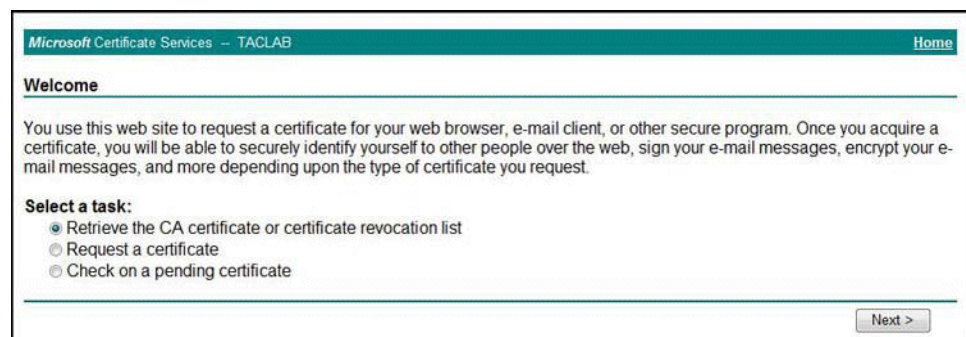 Microsoft Certificate Services -- TACLAB Home
Welcome
You use this web site to request a certificate for your web browser, e-mail client, or other secure program. Once you acquire a
certificate, you will be able to securely identify yourself to other people over the web, sign your e-mail messages, encrypt your e-
mail messages, and more depending upon the type of certificate you request.
Select a task:
Retrieve the CA certificate or certificate revocation list
Request a certificate
Check on a pending certificate
Next >